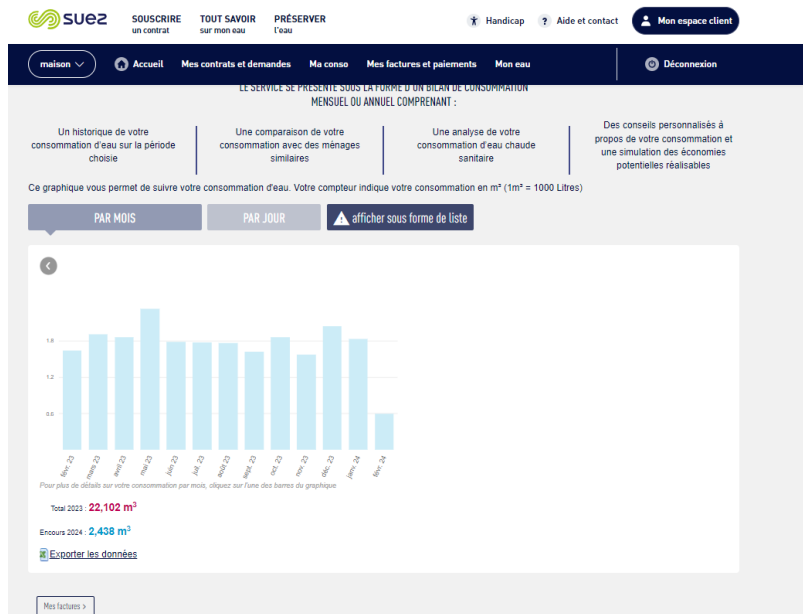 suez
SOUSCRIRE
un contrat
TOUT SAVOIR
sur mon eau
PRÉSERVER
l'eau
Handicap
? Aide et contact
Mon espace client
maison
Accueil
Mes contrats et demandes
Ma conso
Mes factures et paiements
Mon eau
Déconnexion
LE SERVICE SE PRÉSENTE SOUS LA FORME D'UN BILAN DE CONSOMMATION
MENSUEL OU ANNUEL COMPRENANT :
Un historique de votre
consommation d'eau sur la période
choisie
Une comparaison de votre
consommation avec des ménages
similaires
Une analyse de votre
consommation d'eau chaude
sanitaire
Des conseils personnalisés à
propos de votre consommation et
une simulation des économies
potentielles réalisables
Ce graphique vous permet de suivre votre consommation d'eau. Votre compteur indique votre consommation en m³ (1m³ = 1000 Litres)
PAR MOIS
PAR JOUR
afficher sous forme de liste
1.8
1.2
0.6
févr. 23
mars 23
avril 23
mai 23
juin 23
juil. 23
août 23
sept. 23
oct. 23
nov. 23
déc. 23
janv. 24
févr. 24
Pour plus de détails sur votre consommation par mois, cliquez sur l'une des barres du graphique
Total 2023 : 22,102 m³
Encours 2024 : 2,438 m³
Exporter les données
Mes factures >